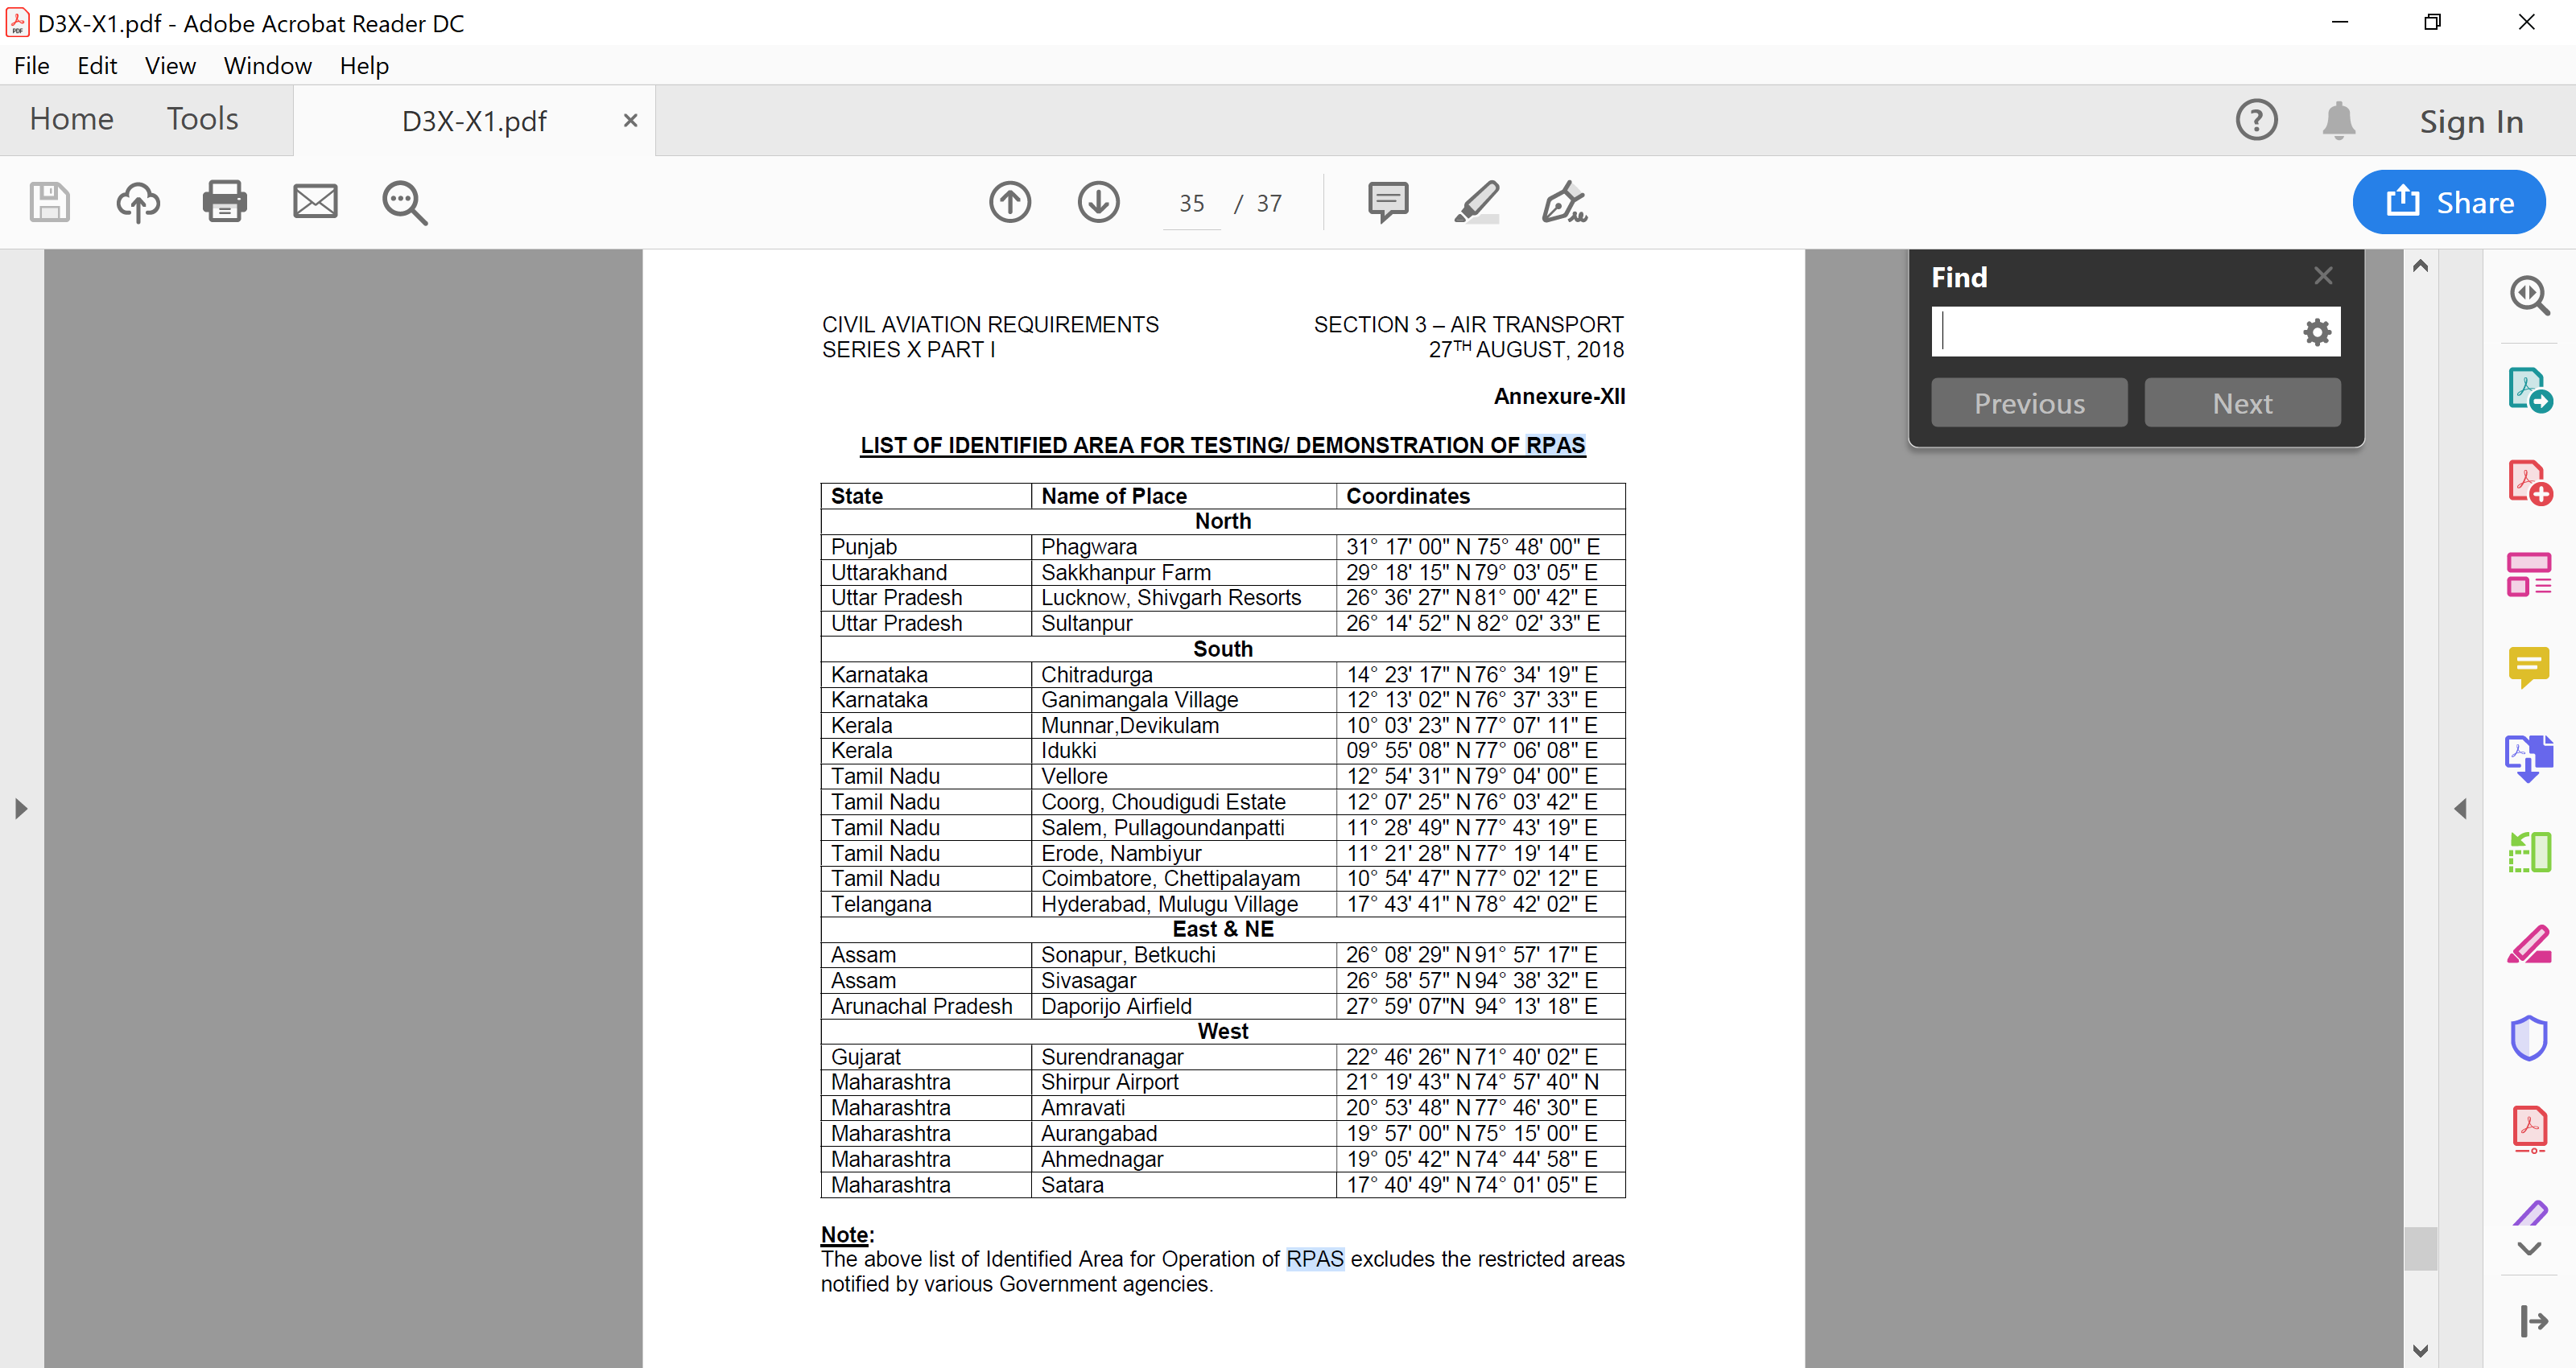 D3X-X1.pdf - Adobe Acrobat Reader DC
File Edit View Window Help
Home Tools D3X-X1.pdf × ? Sign In
35 / 37 Share
Find
Previous Next
CIVIL AVIATION REQUIREMENTS SECTION 3 – AIR TRANSPORT
SERIES X PART I 27TH AUGUST, 2018
Annexure-XII
LIST OF IDENTIFIED AREA FOR TESTING/ DEMONSTRATION OF RPAS
State Name of Place Coordinates
North
Punjab Phagwara 31° 17' 00" N 75° 48' 00" E
Uttarakhand Sakkhanpur Farm 29° 18' 15" N 79° 03' 05" E
Uttar Pradesh Lucknow, Shivgarh Resorts 26° 36' 27" N 81° 00' 42" E
Uttar Pradesh Sultanpur 26° 14' 52" N 82° 02' 33" E
South
Karnataka Chitradurga 14° 23' 17" N 76° 34' 19" E
Karnataka Ganimangala Village 12° 13' 02" N 76° 37' 33" E
Kerala Munnar,Devikulam 10° 03' 23" N 77° 07' 11" E
Kerala Idukki 09° 55' 08" N 77° 06' 08" E
Tamil Nadu Vellore 12° 54' 31" N 79° 04' 00" E
Tamil Nadu Coorg, Choudigudi Estate 12° 07' 25" N 76° 03' 42" E
Tamil Nadu Salem, Pullagoundanpatti 11° 28' 49" N 77° 43' 19" E
Tamil Nadu Erode, Nambiyur 11° 21' 28" N 77° 19' 14" E
Tamil Nadu Coimbatore, Chettipalayam 10° 54' 47" N 77° 02' 12" E
Telangana Hyderabad, Mulugu Village 17° 43' 41" N 78° 42' 02" E
East & NE
Assam Sonapur, Betkuchi 26° 08' 29" N 91° 57' 17" E
Assam Sivasagar 26° 58' 57" N 94° 38' 32" E
Arunachal Pradesh Daporijo Airfield 27° 59' 07"N 94° 13' 18" E
West
Gujarat Surendranagar 22° 46' 26" N 71° 40' 02" E
Maharashtra Shirpur Airport 21° 19' 43" N 74° 57' 40" N
Maharashtra Amravati 20° 53' 48" N 77° 46' 30" E
Maharashtra Aurangabad 19° 57' 00" N 75° 15' 00" E
Maharashtra Ahmednagar 19° 05' 42" N 74° 44' 58" E
Maharashtra Satara 17° 40' 49" N 74° 01' 05" E
Note:
The above list of Identified Area for Operation of RPAS excludes the restricted areas
notified by various Government agencies.